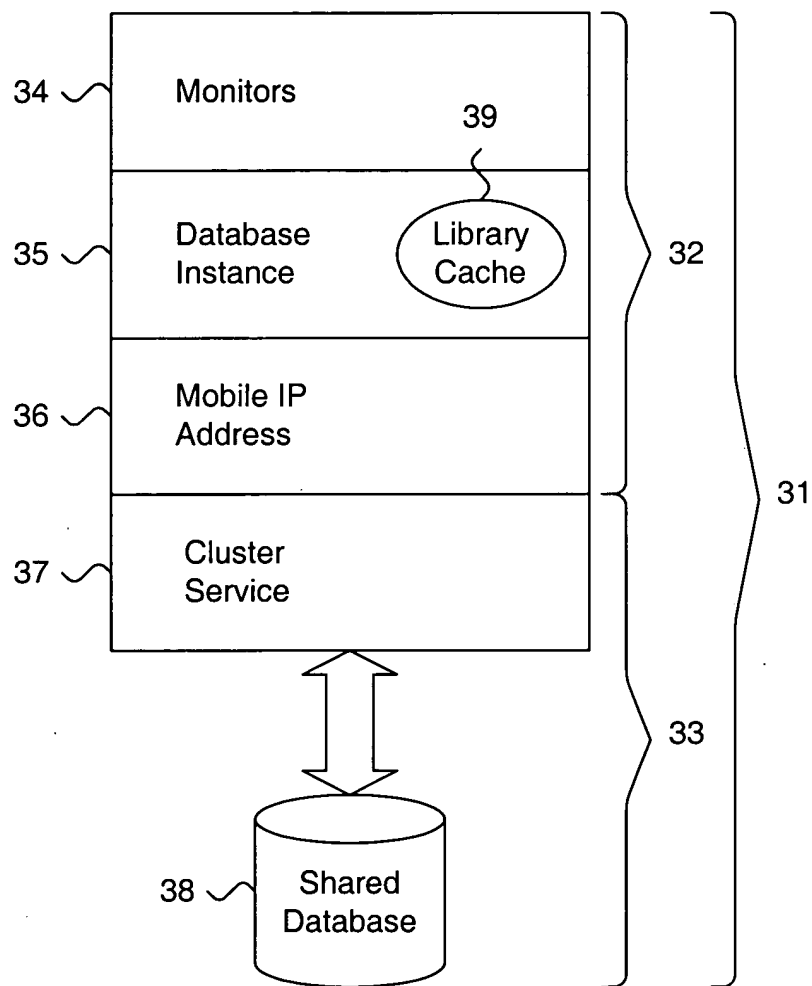 34
Monitors
39
35
Database
Instance
Library
Cache
32
36
Mobile IP
Address
31
37
Cluster
Service
33
38
Shared
Database